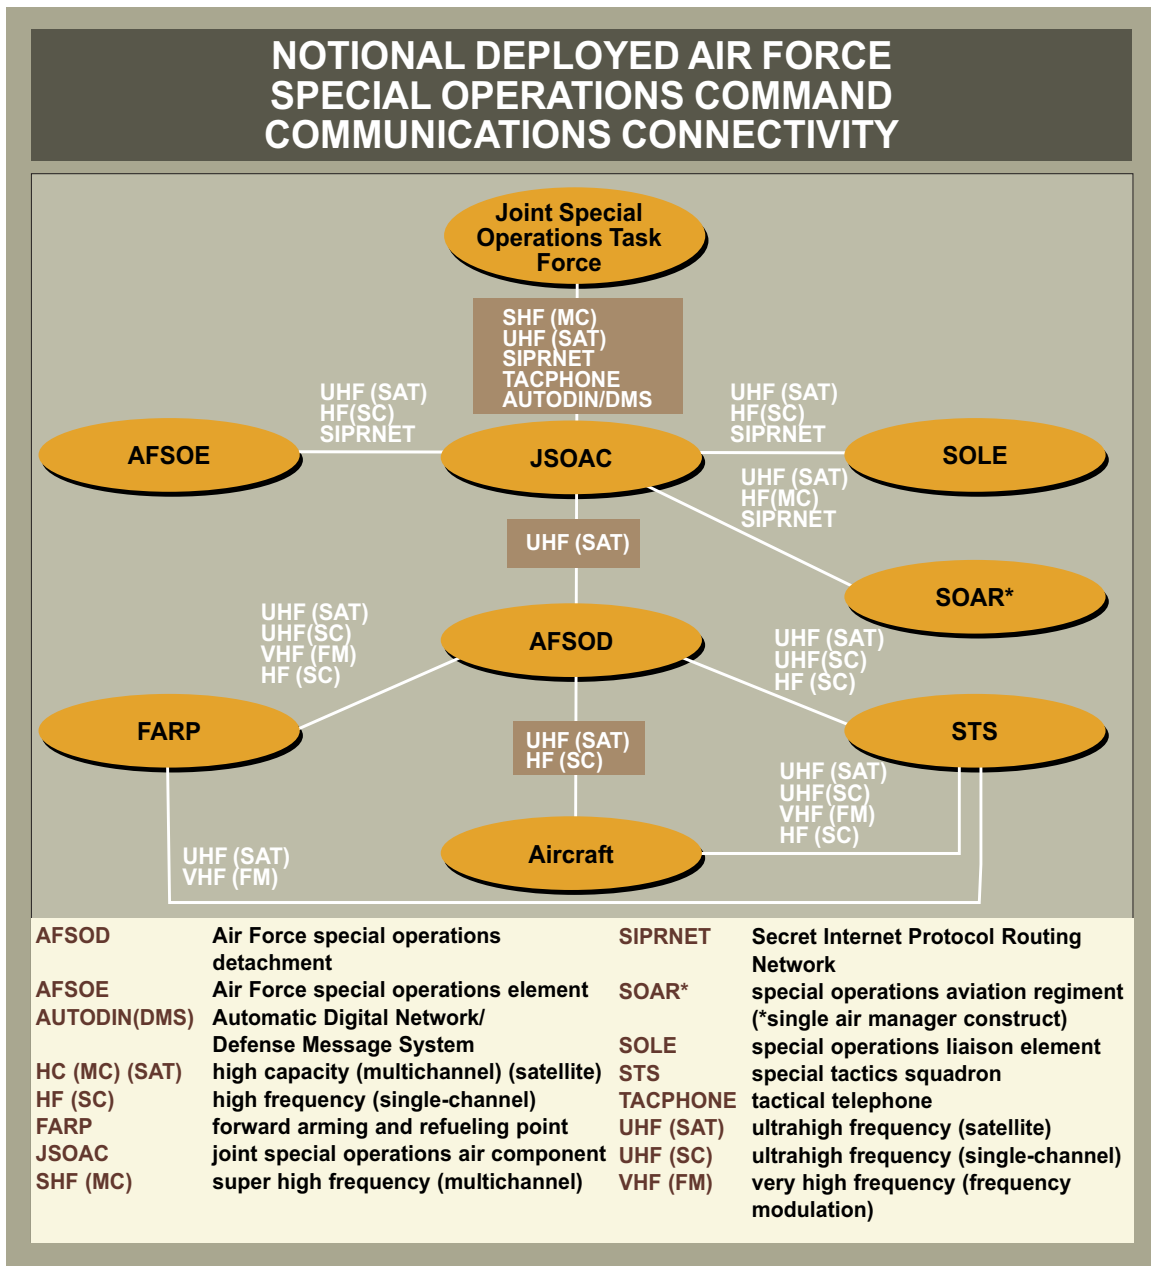 NOTIONAL DEPLOYED AIR FORCE
SPECIAL OPERATIONS COMMAND
COMMUNICATIONS CONNECTIVITY
Joint Special
Operations Task
Force
SHF (MC)
UHF (SAT)
SIPRNET
TACPHONE
AUTODIN/DMS
UHF (SAT)
HF(SC)
SIPRNET
UHF (SAT)
HF(SC)
SIPRNET
AFSOE
JSOAC
SOLE
UHF (SAT)
HF(MC)
SIPRNET
UHF (SAT)
SOAR*
UHF (SAT)
UHF(SC)
VHF (FM)
HF (SC)
AFSOD
UHF (SAT)
UHF(SC)
HF (SC)
FARP
UHF (SAT)
HF (SC)
STS
UHF (SAT)
UHF(SC)
VHF (FM)
HF (SC)
Aircraft
UHF (SAT)
VHF (FM)
AFSOD Air Force special operations
detachment
AFSOE Air Force special operations element
AUTODIN(DMS) Automatic Digital Network/
Defense Message System
HC (MC) (SAT) high capacity (multichannel) (satellite)
HF (SC) high frequency (single-channel)
FARP forward arming and refueling point
JSOAC joint special operations air component
SHF (MC) super high frequency (multichannel)
SIPRNET Secret Internet Protocol Routing
Network
SOAR* special operations aviation regiment
(*single air manager construct)
SOLE special operations liaison element
STS special tactics squadron
TACPHONE tactical telephone
UHF (SAT) ultrahigh frequency (satellite)
UHF (SC) ultrahigh frequency (single-channel)
VHF (FM) very high frequency (frequency
modulation)